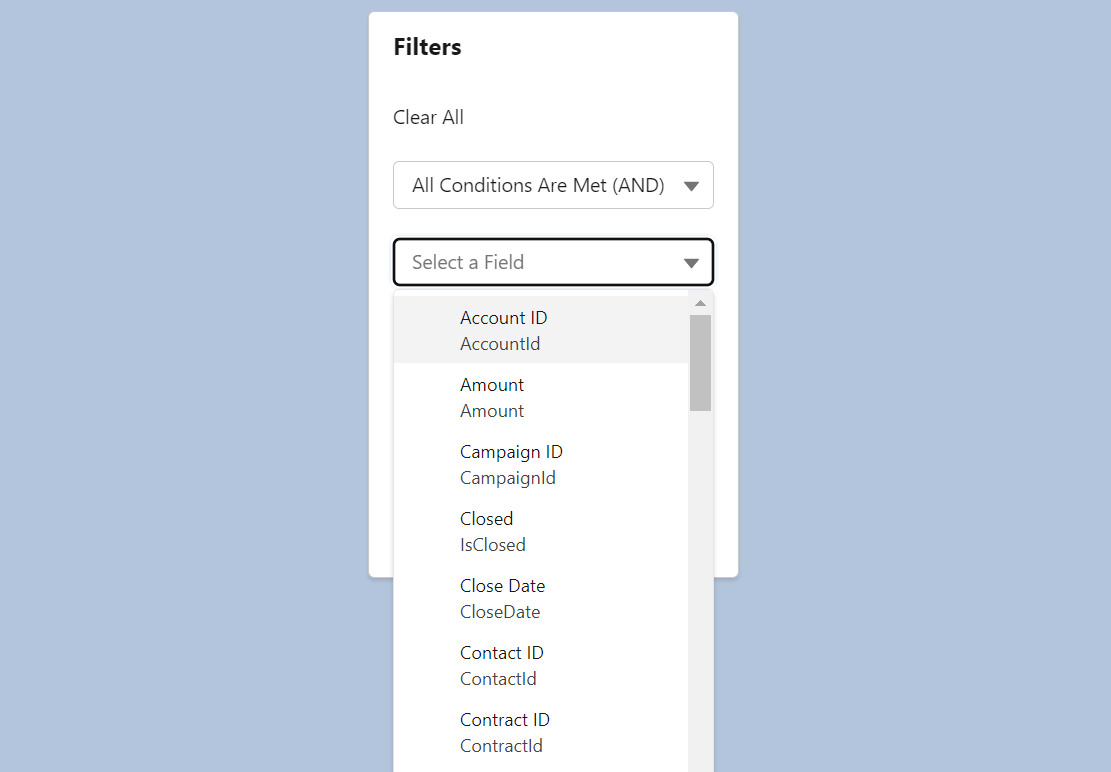 Filters
Clear All
All Conditions Are Met (AND)
Select a Field
Account ID
AccountId
Amount
Amount
Campaign ID
CampaignId
Closed
IsClosed
Close Date
CloseDate
Contact ID
ContactId
Contract ID
ContractId